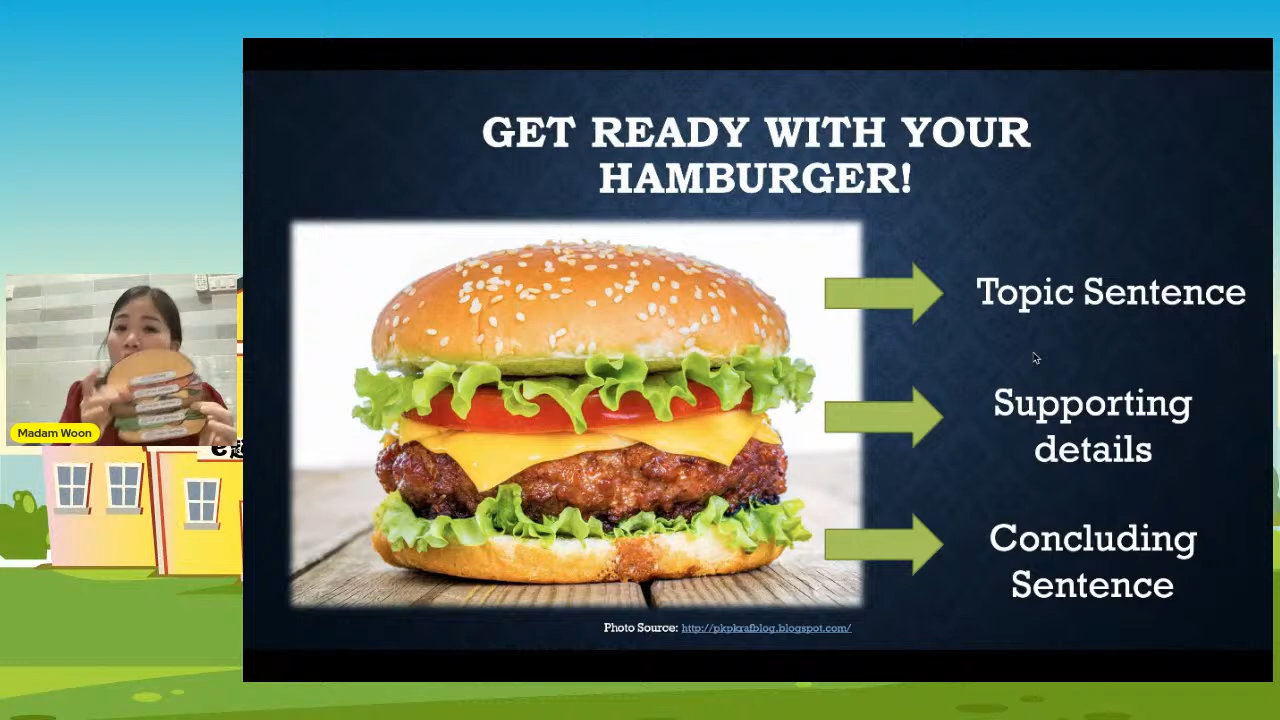 GET READY WITH YOUR
HAMBURGER!
Topic Sentence
Supporting
details
Concluding
Sentence
Photo Source: http://pkpkrafblog.blogspot.com/
Madam Woon